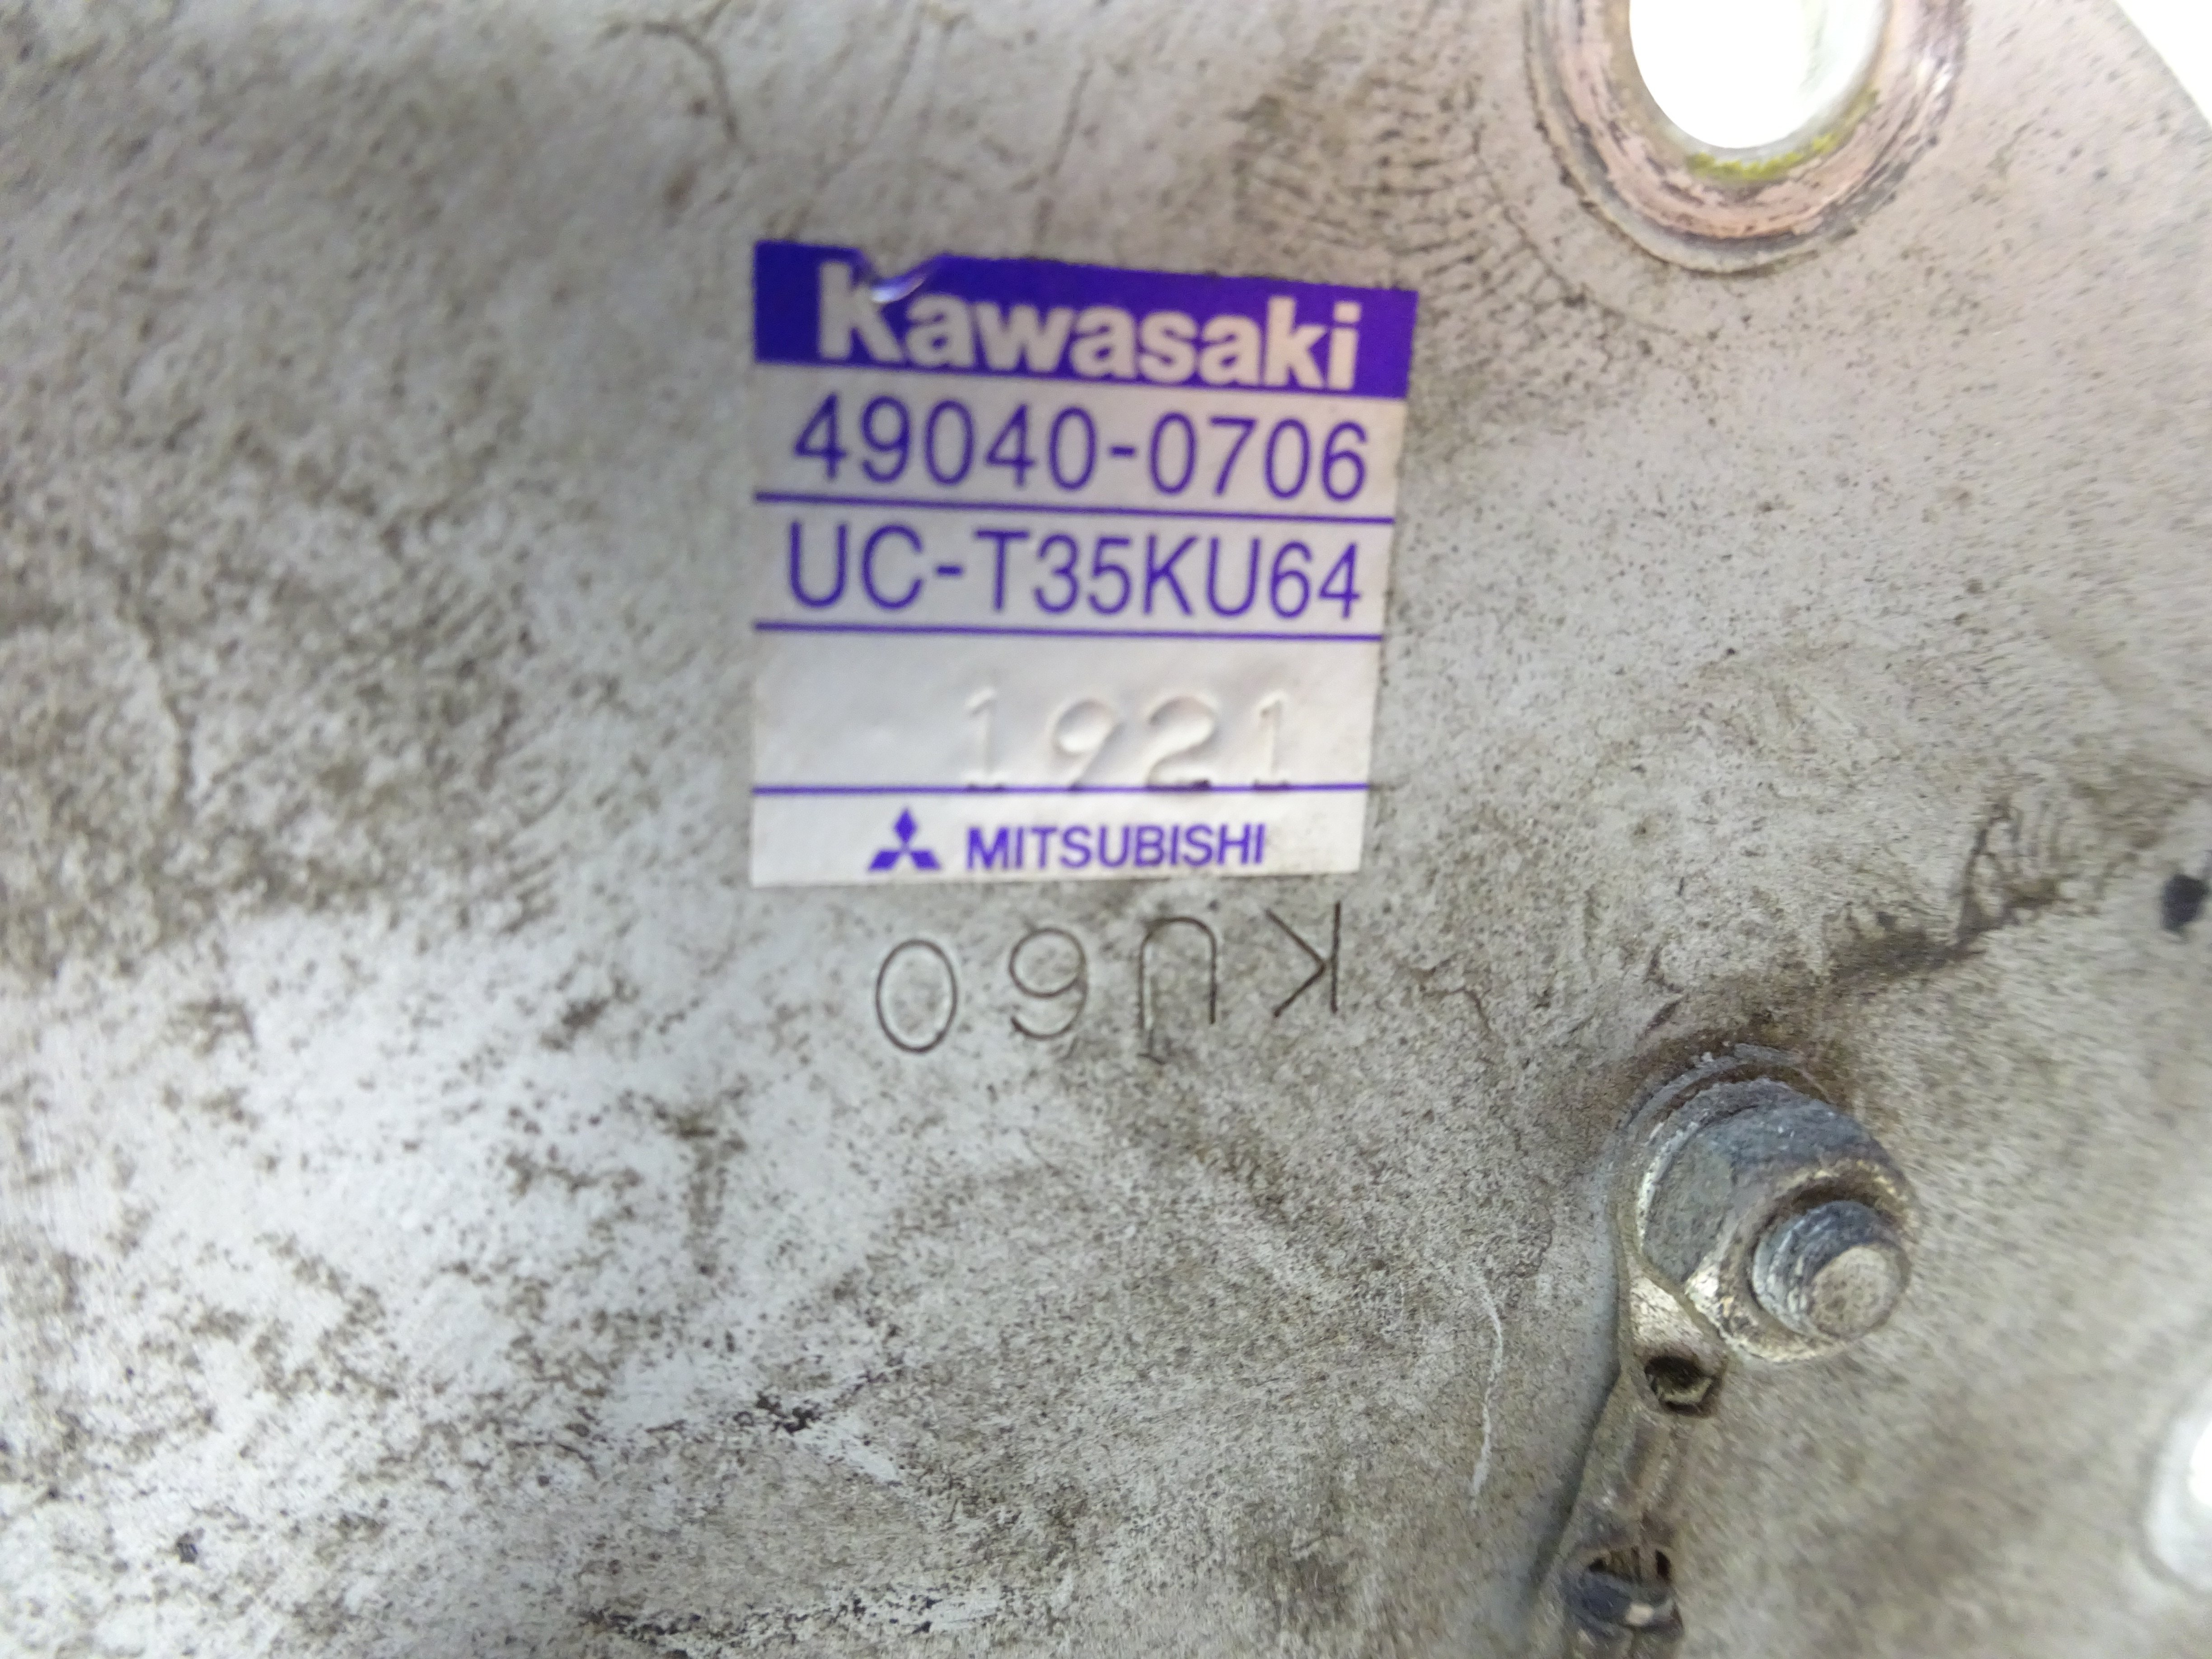 Kawasaki
49040-0706
UC-T35KU64
1921
MITSUBISHI
KU60